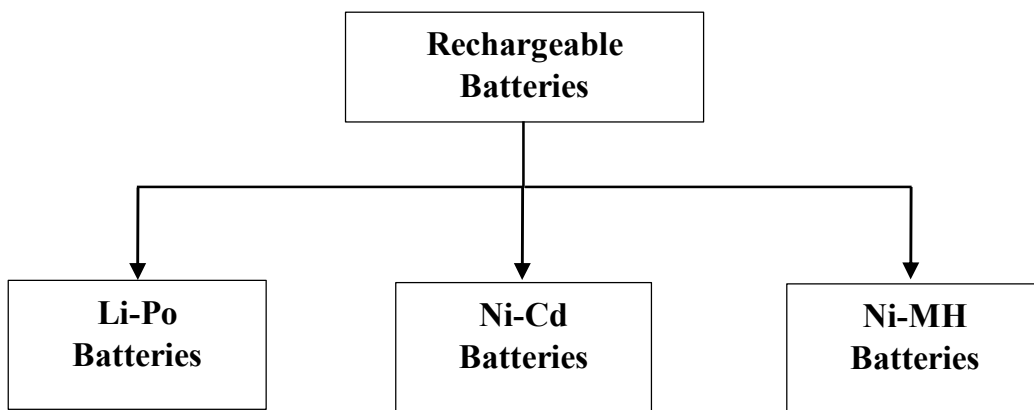 Rechargeable
Batteries
Li-Po
Batteries
Ni-Cd
Batteries
Ni-MH
Batteries